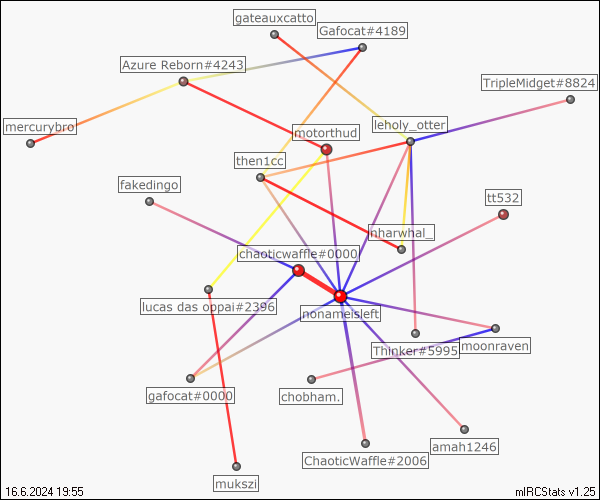 gateauxcatto
Gafocat#4189
Azure Reborn#4243
TripleMidget#8824
mercurybro
leholy_otter
motorthud
then1cc
fakedingo
tt532
nharwhal_
chaoticwaffle#0000
lucas das oppai#2396
nonameisleft
Thinker#5995
moonraven
gafocat#0000
chobham.
amah1246
ChaoticWaffle#2006
mukszi
16.6.2024 19:55
mIRCStats v1.25